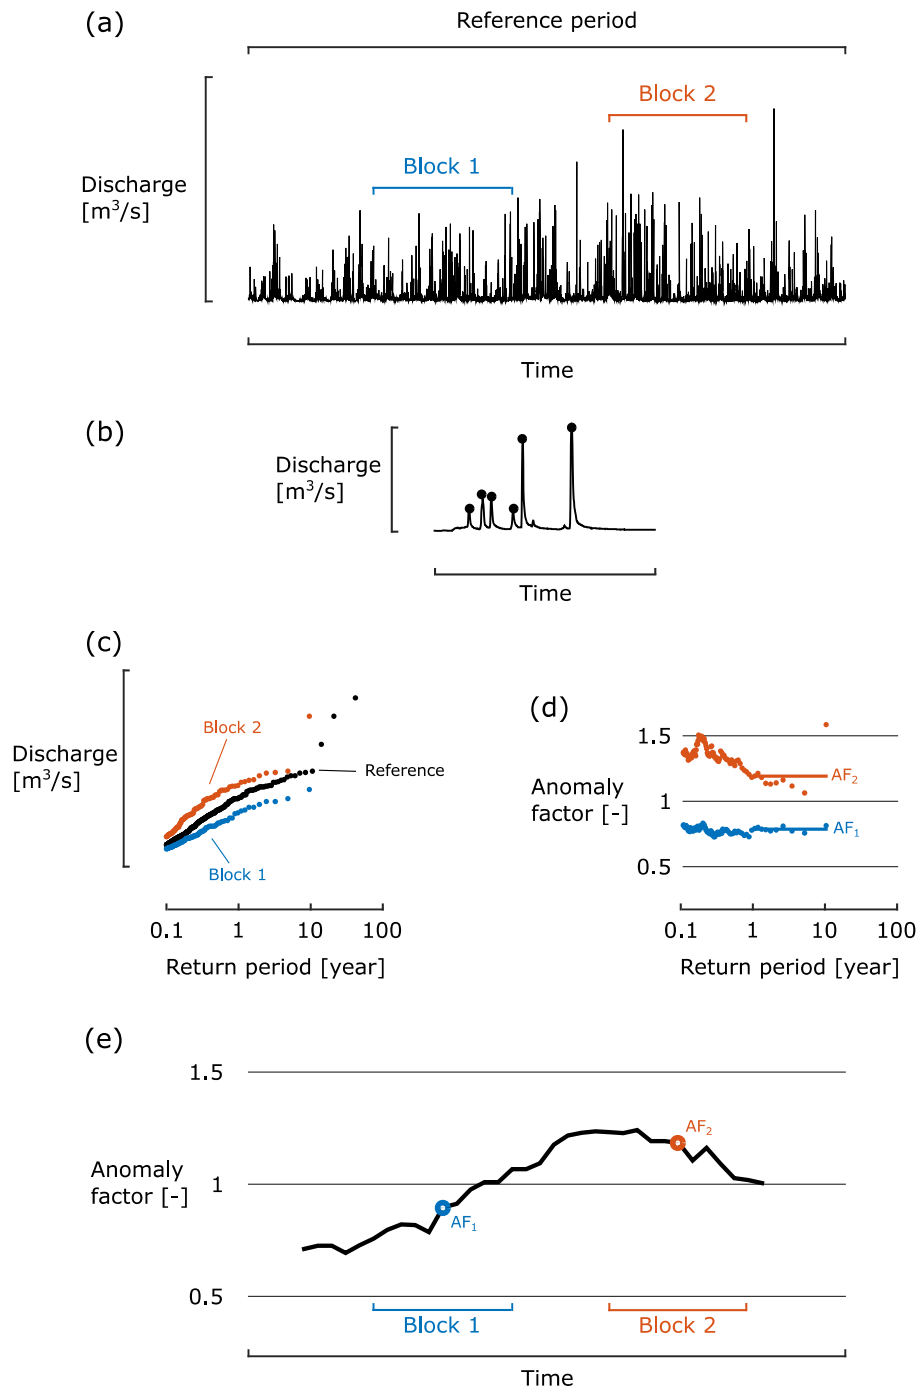 (a)
Reference period
Block 2
Block 1
Discharge
[m³/s]
Time
(b)
Discharge
[m³/s]
Time
(c)
Block 2
Discharge
[m³/s]
Reference
Block 1
0.1 1 10 100
Return period [year]
(d)
1.5
Anomaly
factor [-]
1
0.5
AF₂
AF₁
0.1 1 10 100
Return period [year]
(e)
1.5
AF₂
Anomaly
factor [-]
1
AF₁
0.5
Block 1
Block 2
Time